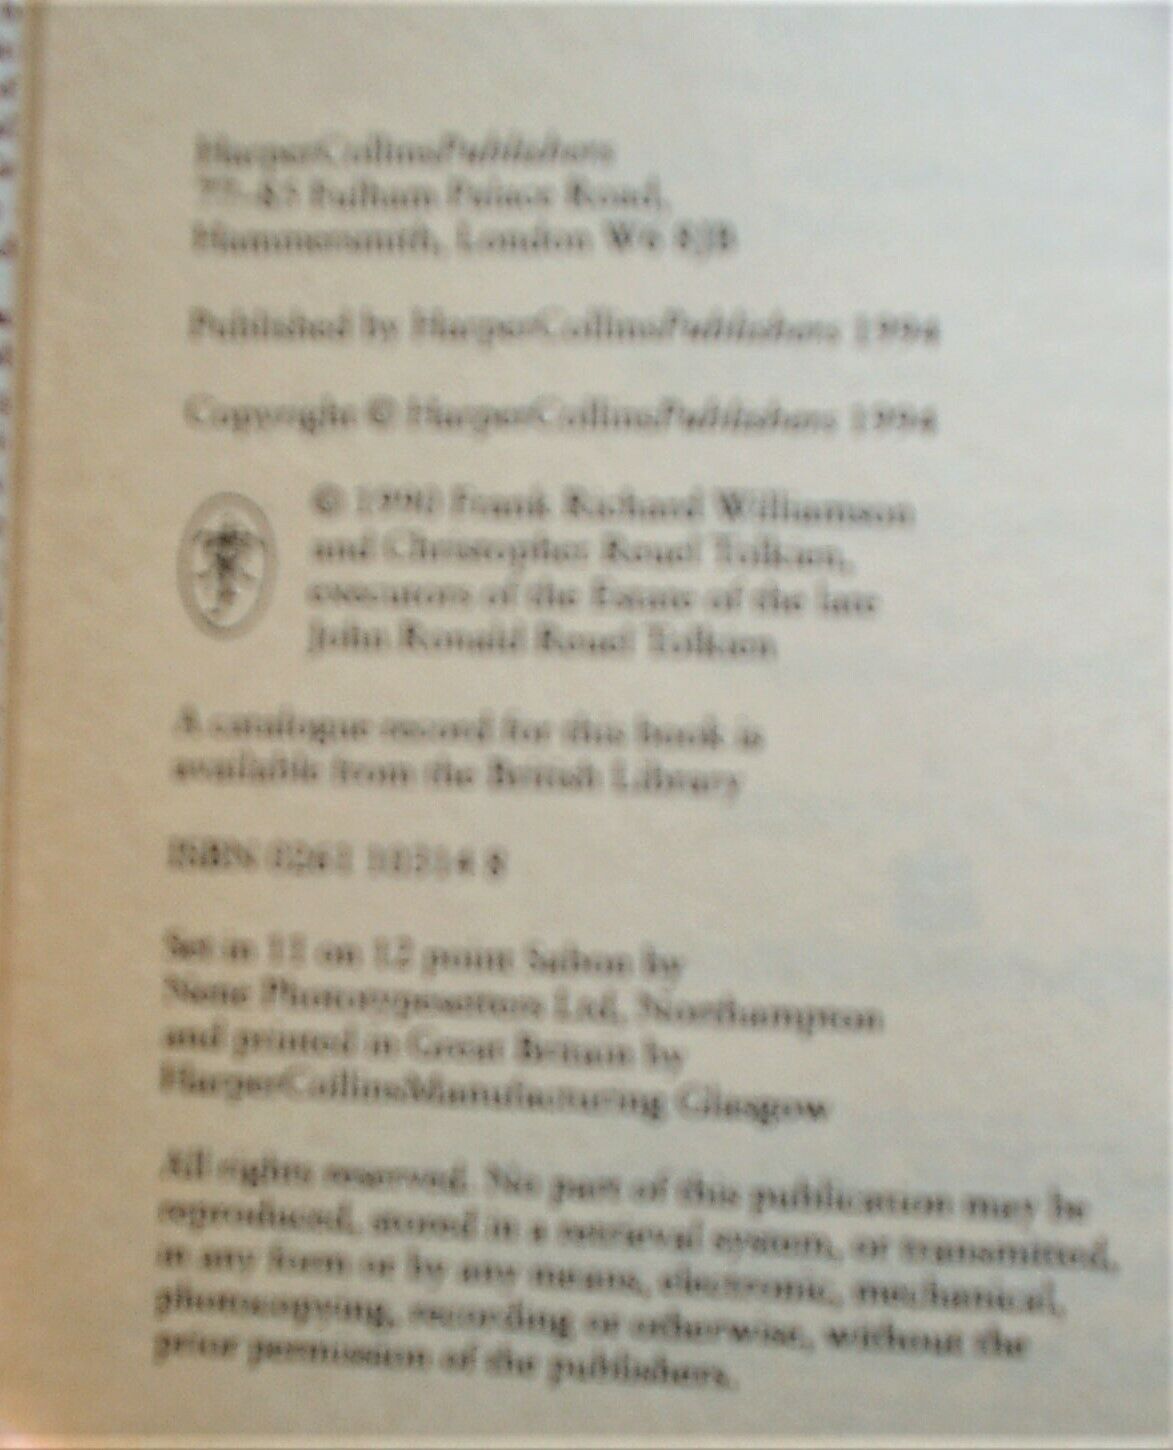 HarperCollinsPublishers
77–85 Fulham Palace Road,
Hammersmith, London W6 8JB
Published by HarperCollinsPublishers 1994
Copyright © HarperCollinsPublishers 1994
© 1990 Frank Richard Williamson
and Christopher Reuel Tolkien,
executors of the Estate of the late
John Ronald Reuel Tolkien
A catalogue record for this book is
available from the British Library
ISBN 0261
Set in 11 on 12 point Sabon by
Photosetters Ltd, Northampton
and printed in Great Britain by
HarperCollinsManufacturing Glasgow
All rights reserved. No part of this publication may be
reproduced, stored in a retrieval system, or transmitted,
in any form or by any means, electronic, mechanical,
photocopying, recording or otherwise, without the
prior permission of the publishers.